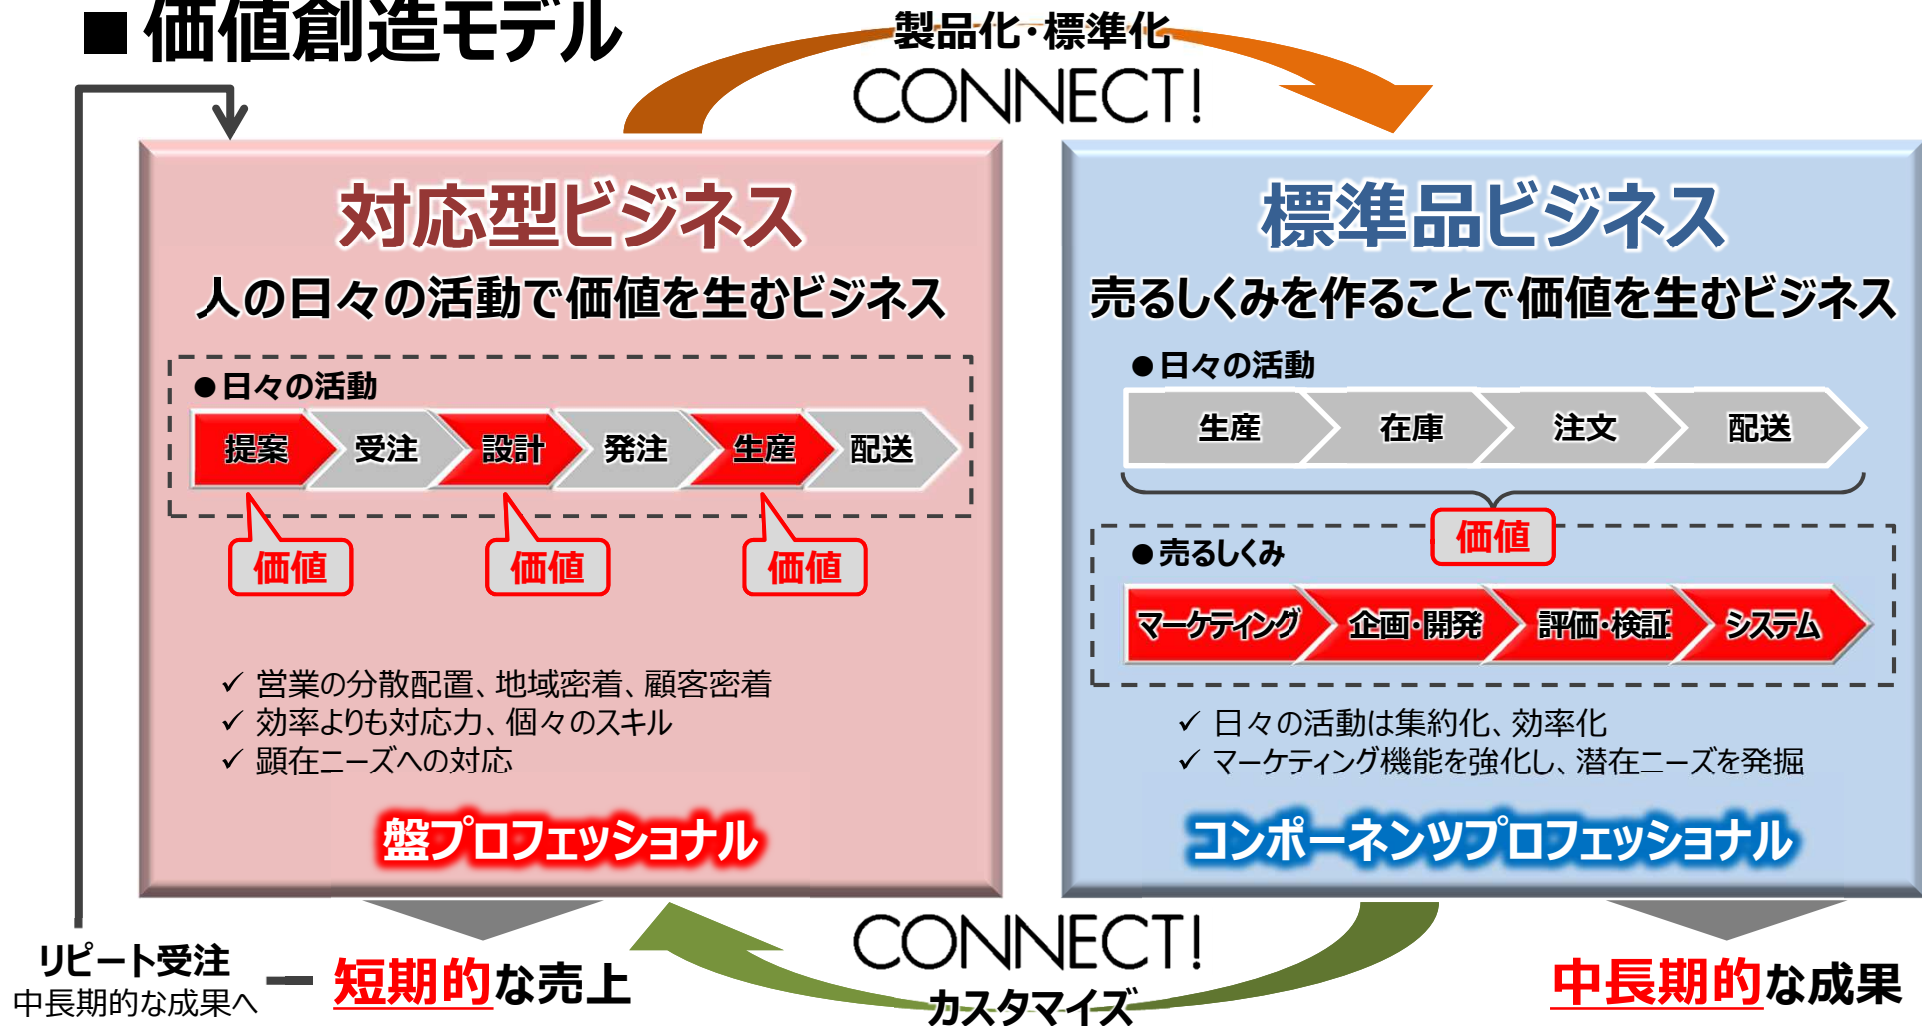 ■価値創造モデル
製品化・標準化
CONNECT!
対応型ビジネス
人の日々の活動で価値を生むビジネス
●日々の活動
提案 受注 設計 発注 生産 配送
価値 価値 価値
✓ 営業の分散配置、地域密着、顧客密着
✓ 効率よりも対応力、個々のスキル
✓ 顕在ニーズへの対応
盤プロフェッショナル
標準品ビジネス
売るしくみを作ることで価値を生むビジネス
●日々の活動
生産 在庫 注文 配送
価値
●売るしくみ
マーケティング 企画・開発 評価・検証 システム
✓ 日々の活動は集約化、効率化
✓ マーケティング機能を強化し、潜在ニーズを発掘
コンポーネンツプロフェッショナル
リピート受注
中長期的な成果へ
短期的な売上
CONNECT!
カスタマイズ
中長期的な成果